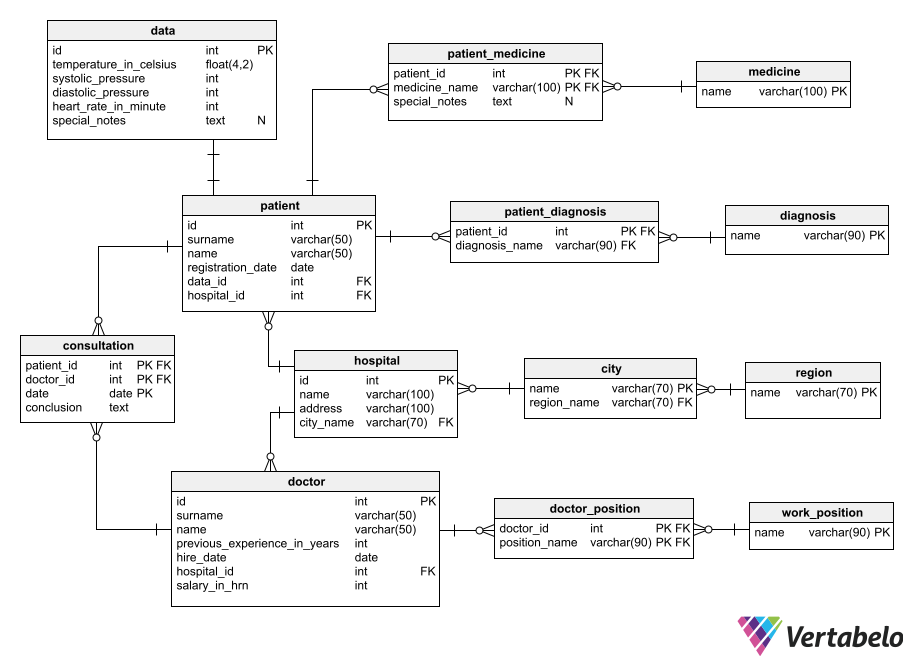 data
id int PK
temperature_in_celsius float(4,2)
systolic_pressure int
diastolic_pressure int
heart_rate_in_minute int
special_notes text N
patient_medicine
patient_id int PK FK
medicine_name varchar(100) PK FK
special_notes text N
medicine
name varchar(100) PK
patient
id int PK
surname varchar(50)
name varchar(50)
registration_date date
data_id int FK
hospital_id int FK
patient_diagnosis
patient_id int PK FK
diagnosis_name varchar(90) FK
diagnosis
name varchar(90) PK
consultation
patient_id int PK FK
doctor_id int PK FK
date date PK
conclusion text
hospital
id int PK
name varchar(100)
address varchar(100)
city_name varchar(70) FK
city
name varchar(70) PK
region_name varchar(70) FK
region
name varchar(70) PK
doctor
id int PK
surname varchar(50)
name varchar(50)
previous_experience_in_years int
hire_date date
hospital_id int FK
salary_in_hrn int
doctor_position
doctor_id int PK FK
position_name varchar(90) PK FK
work_position
name varchar(90) PK
Vertabelo